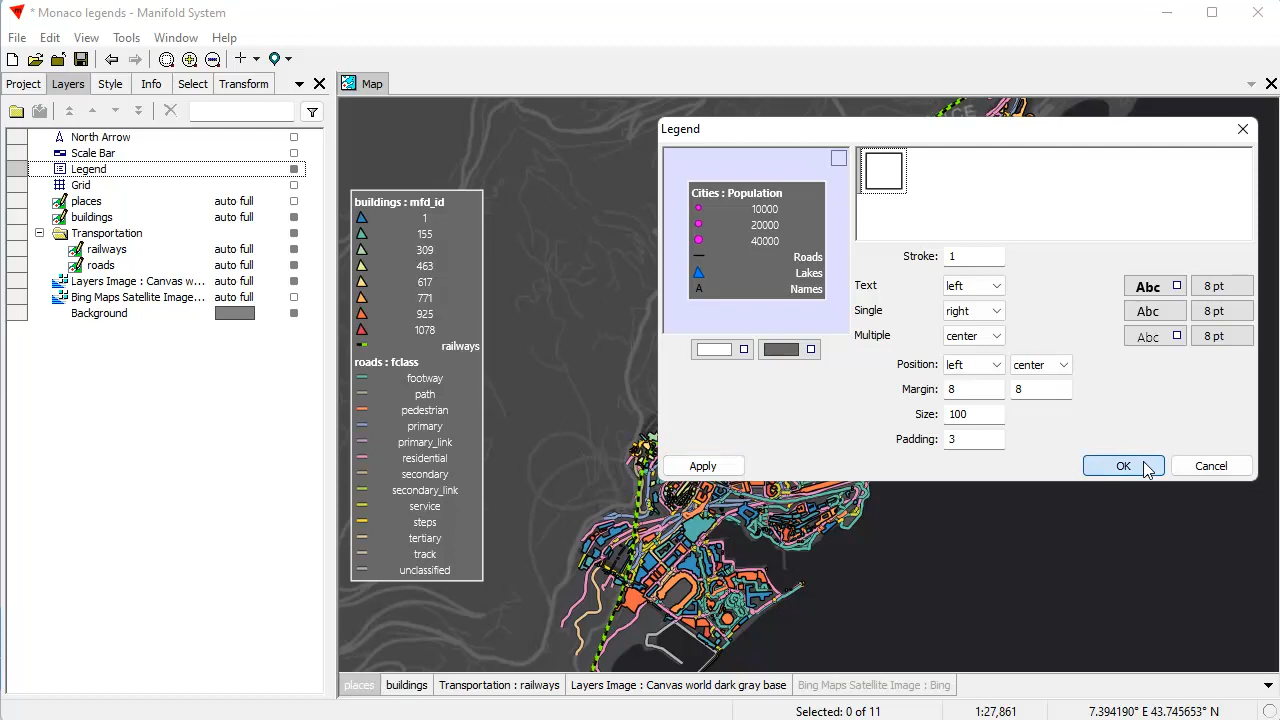 * Monaco legends - Manifold System
File Edit View Tools Window Help
Project Layers Style Info Select Transform
Map
North Arrow
Scale Bar
Legend
Grid
places auto full
buildings auto full
Transportation
railways auto full
roads auto full
Layers Image : Canvas w... auto full
Bing Maps Satellite Image... auto full
Background
buildings : mfd_id
1
155
309
463
617
771
925
1078
railways
roads : fclass
footway
path
pedestrian
primary
primary_link
residential
secondary
secondary_link
service
steps
tertiary
track
unclassified
Legend
Cities : Population
10000
20000
40000
Roads
Lakes
A Names
Stroke: 1
Text left Abc 8 pt
Single right Abc 8 pt
Multiple center Abc 8 pt
Position: left center
Margin: 8 8
Size: 100
Padding: 3
Apply OK Cancel
places buildings Transportation : railways Layers Image : Canvas world dark gray base Bing Maps Satellite Image : Bing
Selected: 0 of 11 1:27,861 7.394190° E 43.745653° N